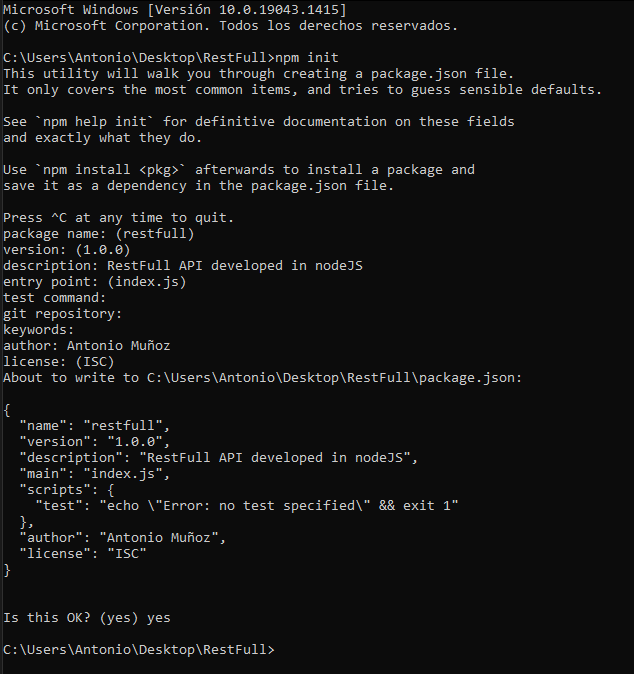 Microsoft Windows [Versión 10.0.19043.1415]
(c) Microsoft Corporation. Todos los derechos reservados.

C:\Users\Antonio\Desktop\RestFull>npm init
This utility will walk you through creating a package.json file.
It only covers the most common items, and tries to guess sensible defaults.

See `npm help init` for definitive documentation on these fields
and exactly what they do.

Use `npm install <pkg>` afterwards to install a package and
save it as a dependency in the package.json file.

Press ^C at any time to quit.
package name: (restfull)
version: (1.0.0)
description: RestFull API developed in nodeJS
entry point: (index.js)
test command:
git repository:
keywords:
author: Antonio Muñoz
license: (ISC)
About to write to C:\Users\Antonio\Desktop\RestFull\package.json:

{
  "name": "restfull",
  "version": "1.0.0",
  "description": "RestFull API developed in nodeJS",
  "main": "index.js",
  "scripts": {
    "test": "echo \"Error: no test specified\" && exit 1"
  },
  "author": "Antonio Muñoz",
  "license": "ISC"
}

Is this OK? (yes) yes

C:\Users\Antonio\Desktop\RestFull>